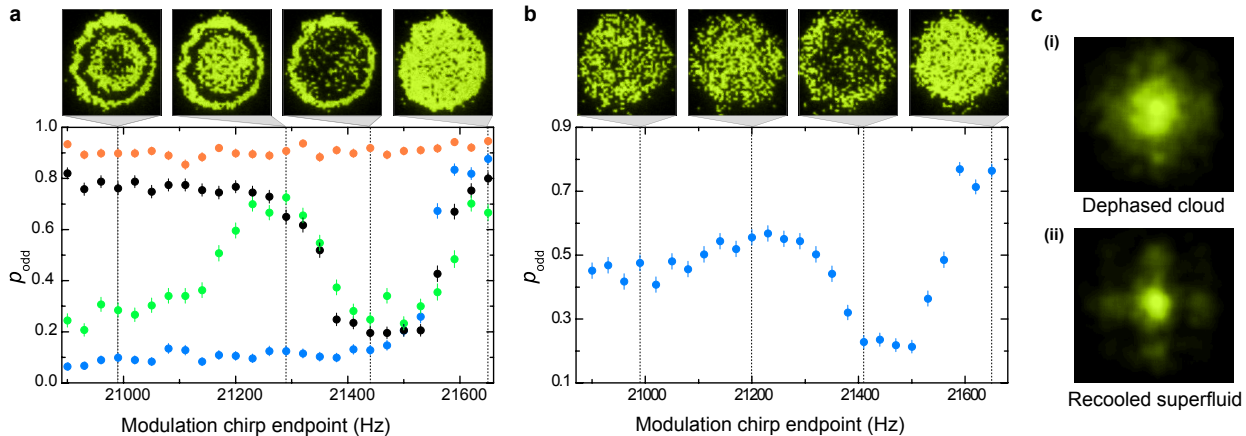 a
b
c
(i)
1.0
0.8
0.6
0.4
0.2
0.0
p_odd
21000
21200
21400
21600
Modulation chirp endpoint (Hz)
0.9
0.7
0.5
0.3
0.1
p_odd
21000
21200
21400
21600
Modulation chirp endpoint (Hz)
Dephased cloud
(ii)
Recooled superfluid